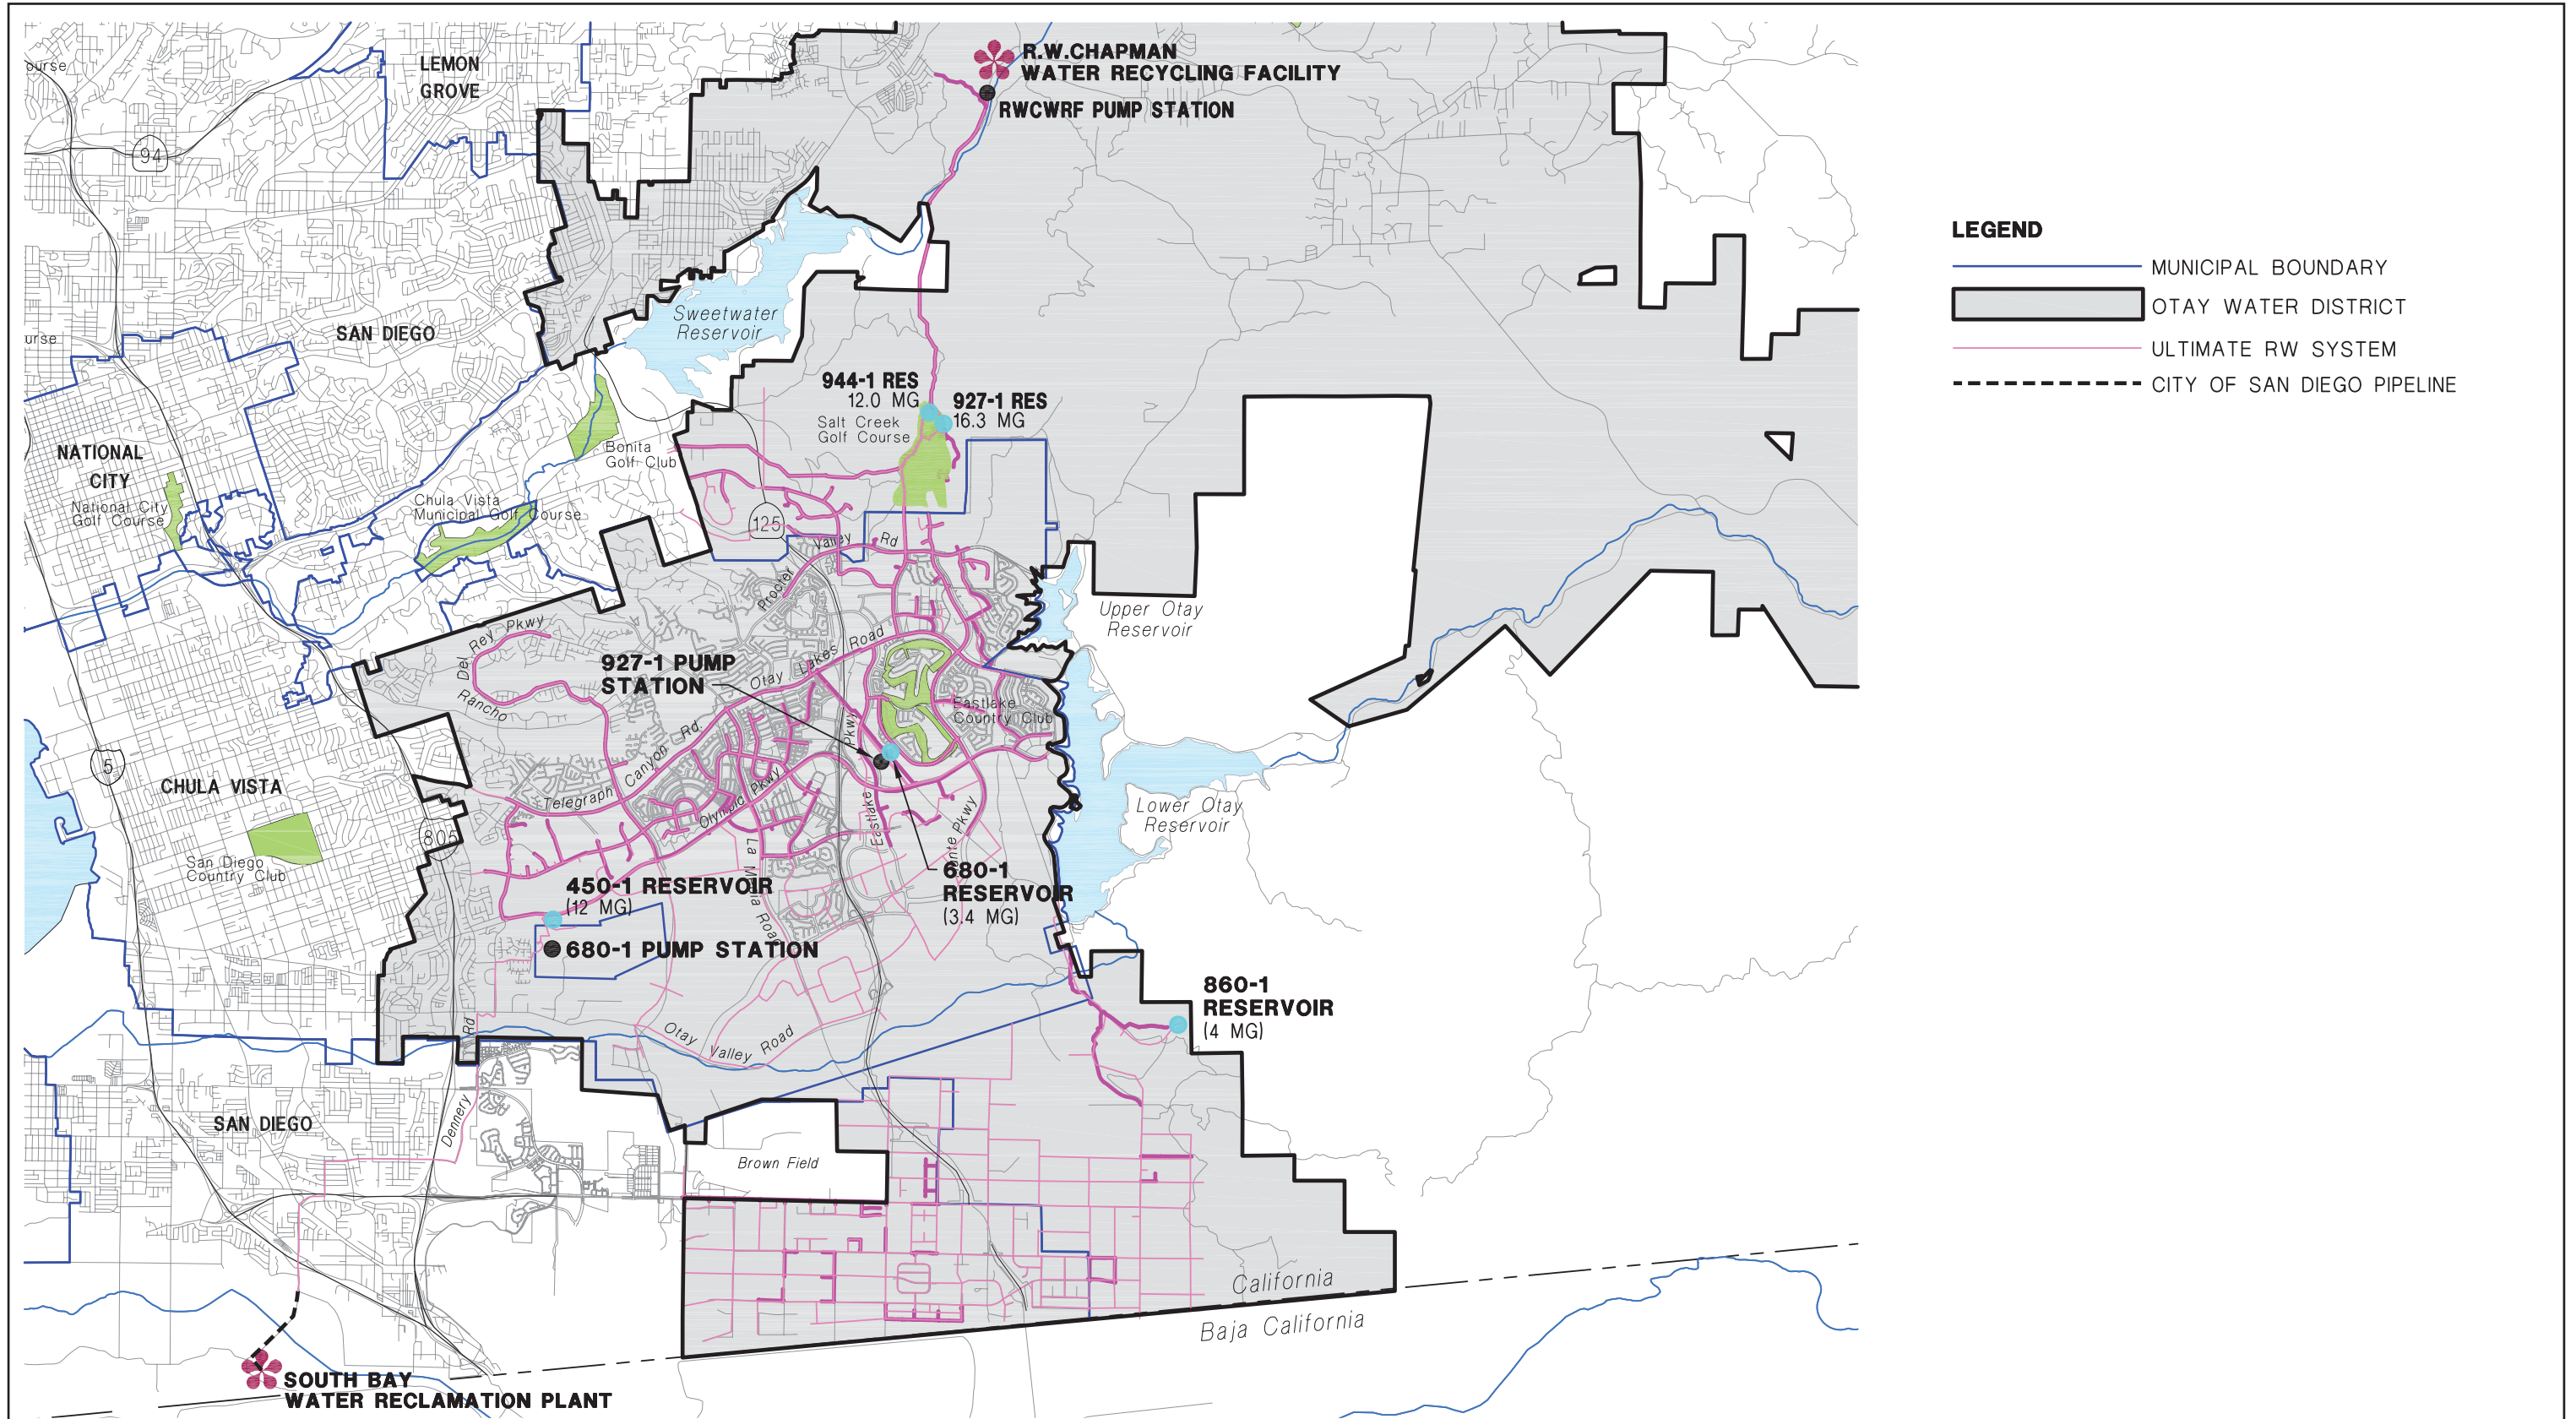 ourse
LEMON
GROVE
R.W.CHAPMAN
WATER RECYCLING FACILITY
RWCWRF PUMP STATION
94
LEGEND
MUNICIPAL BOUNDARY
OTAY WATER DISTRICT
ULTIMATE RW SYSTEM
CITY OF SAN DIEGO PIPELINE
Sweetwater
Reservoir
SAN DIEGO
urse
944-1 RES
12.0 MG
927-1 RES
16.3 MG
Salt Creek
Golf Course
NATIONAL
CITY
Bonita
Golf Club
National City
Golf Course
Chula Vista
Municipal Golf Course
125
Procter
Valley
Rd
Upper Otay
Reservoir
Del Rey Pkwy
Rancho
927-1 PUMP
STATION
Otay Lakes Road
Eastlake
Country Club
Telegraph Canyon Rd.
Pkwy
Eastlake
5
CHULA VISTA
Olympic Pkwy
Lower Otay
Reservoir
805
San Diego
Country Club
La Media Road
onte Pkwy
680-1
RESERVOIR
(3.4 MG)
450-1 RESERVOIR
(12 MG)
680-1 PUMP STATION
860-1
RESERVOIR
(4 MG)
Otay Valley Road
Rd
Dennery
SAN DIEGO
Brown Field
California
Baja California
SOUTH BAY
WATER RECLAMATION PLANT